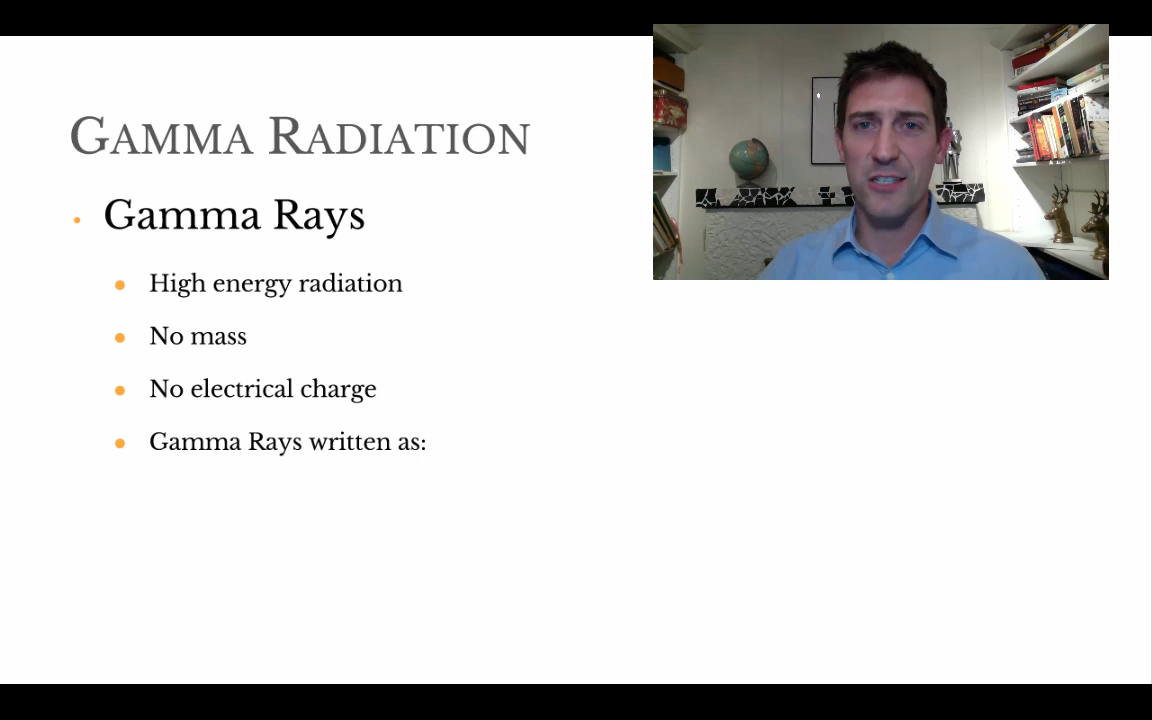 GAMMA RADIATION
Gamma Rays
High energy radiation
No mass
No electrical charge
Gamma Rays written as: